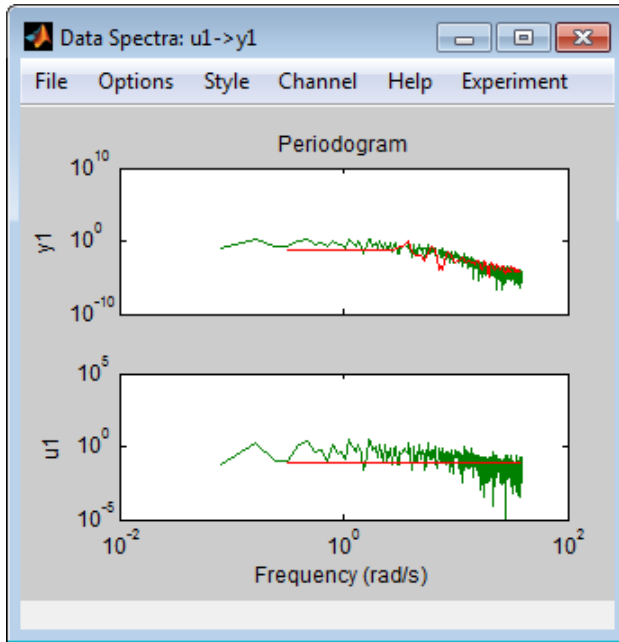 Data Spectra: u1->y1
File Options Style Channel Help Experiment
Periodogram
10^10
10^0
10^-10
y1
10^5
10^0
10^-5
u1
10^-2 10^0 10^2
Frequency (rad/s)